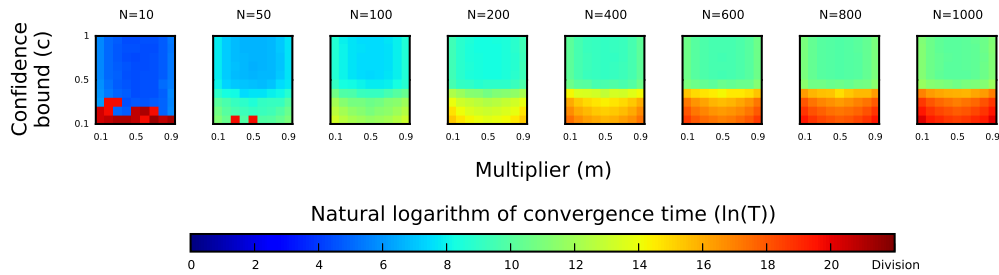 N=10 N=50 N=100 N=200 N=400 N=600 N=800 N=1000
Confidence
bound (c)
1
0.5
0.1
0.1 0.5 0.9 0.1 0.5 0.9 0.1 0.5 0.9 0.1 0.5 0.9 0.1 0.5 0.9 0.1 0.5 0.9 0.1 0.5 0.9 0.1 0.5 0.9
Multiplier (m)
Natural logarithm of convergence time (ln(T))
0 2 4 6 8 10 12 14 16 18 20 Division